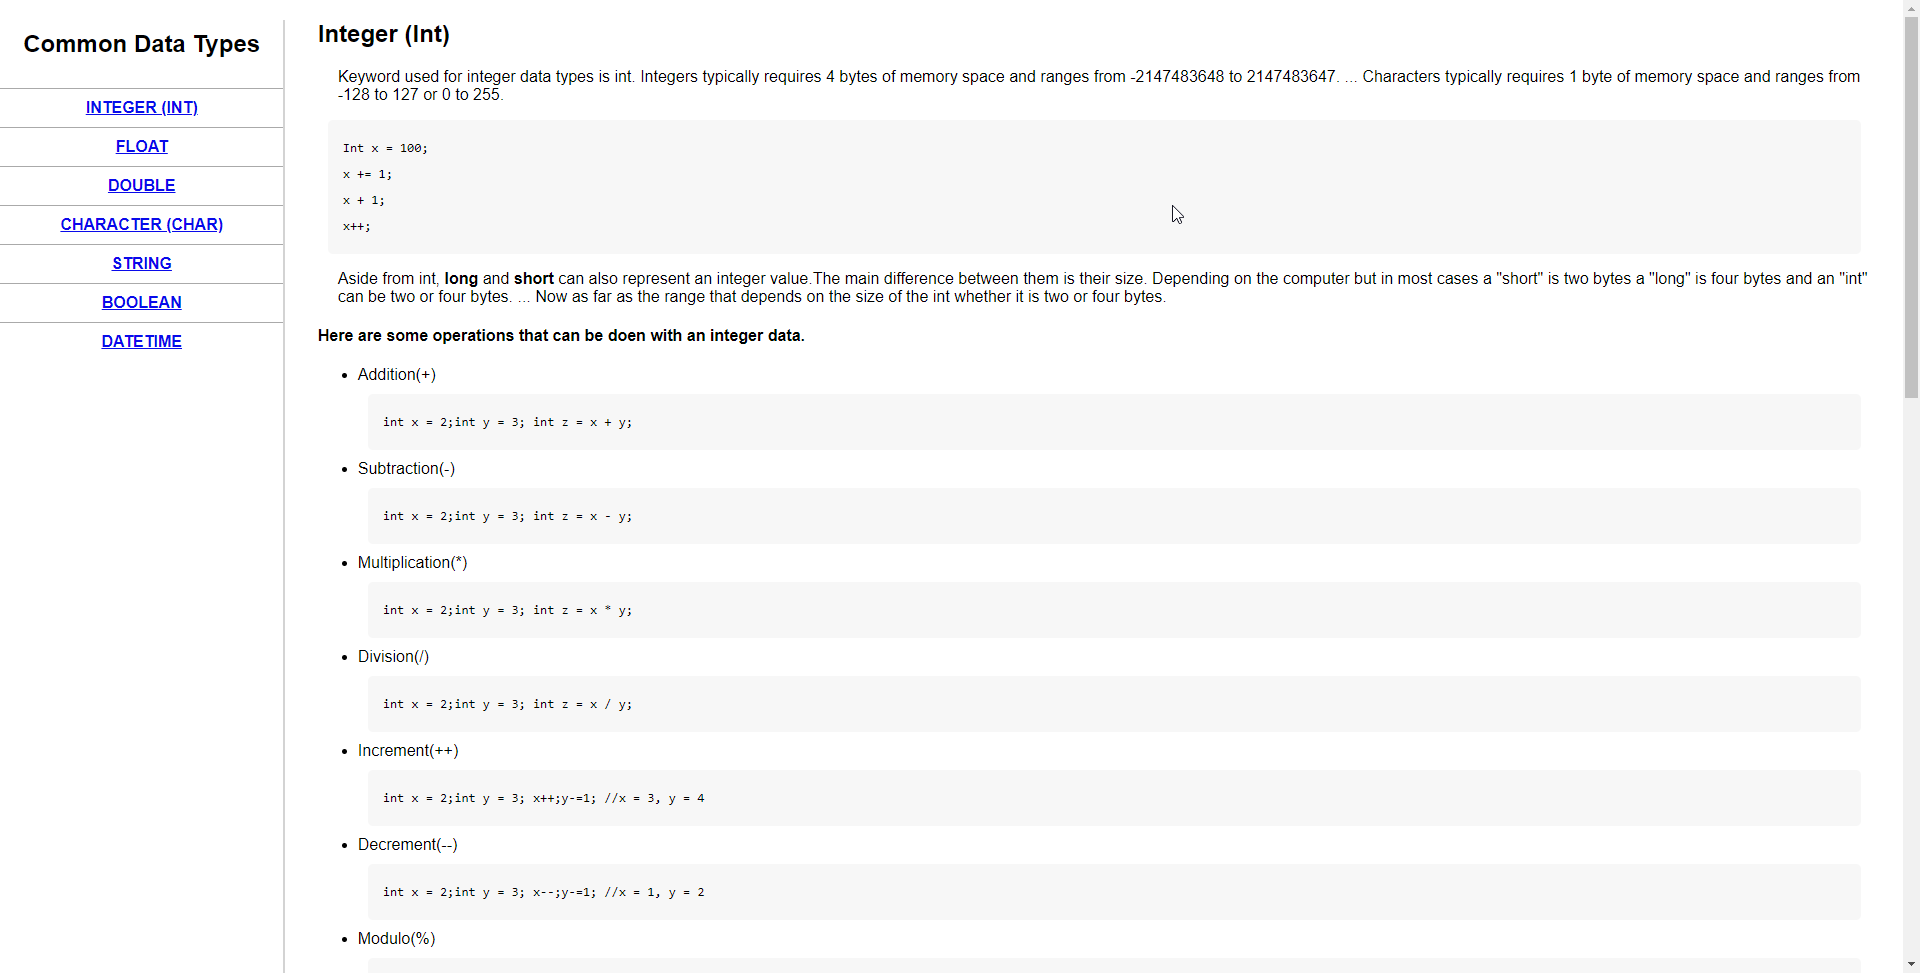 Common Data Types
INTEGER (INT)
FLOAT
DOUBLE
CHARACTER (CHAR)
STRING
BOOLEAN
DATETIME
Integer (Int)
Keyword used for integer data types is int. Integers typically requires 4 bytes of memory space and ranges from -2147483648 to 2147483647. ... Characters typically requires 1 byte of memory space and ranges from
-128 to 127 or 0 to 255.
Int x = 100;
x += 1;
x + 1;
x++;
Aside from int, long and short can also represent an integer value.The main difference between them is their size. Depending on the computer but in most cases a "short" is two bytes a "long" is four bytes and an "int"
can be two or four bytes. ... Now as far as the range that depends on the size of the int whether it is two or four bytes.
Here are some operations that can be doen with an integer data.
• Addition(+)
int x = 2;int y = 3; int z = x + y;
• Subtraction(-)
int x = 2;int y = 3; int z = x - y;
• Multiplication(*)
int x = 2;int y = 3; int z = x * y;
• Division(/)
int x = 2;int y = 3; int z = x / y;
• Increment(++)
int x = 2;int y = 3; x++;y-=1; //x = 3, y = 4
• Decrement(--)
int x = 2;int y = 3; x--;y-=1; //x = 1, y = 2
• Modulo(%)